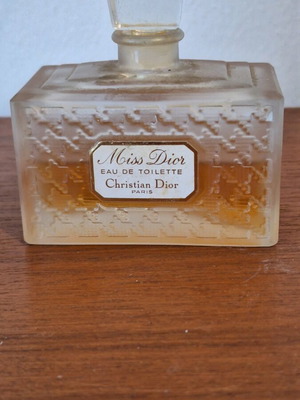 Miss Dior
EAU DE TOILETTE
Christian Dior
PARIS